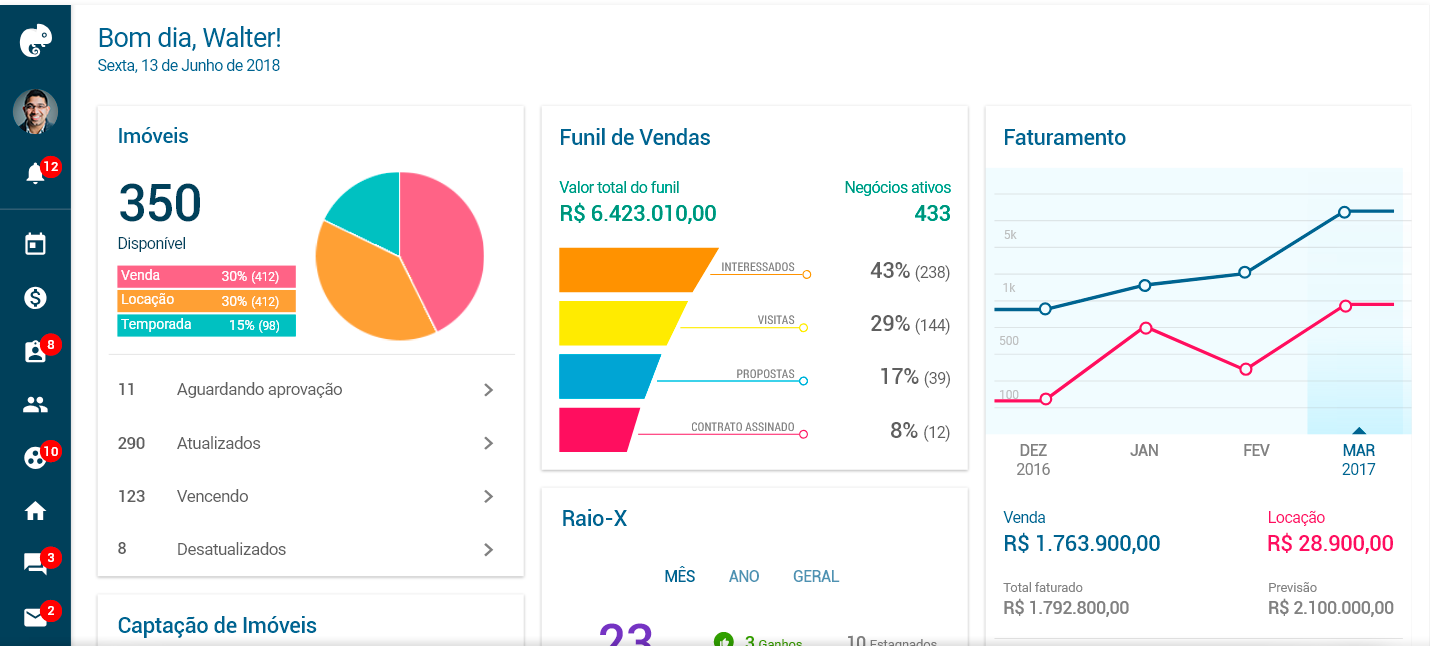 Bom dia, Walter!
Sexta, 13 de Junho de 2018
12
8
10
3
2
Imóveis
350
Disponível
Venda 30% (412)
Locação 30% (412)
Temporada 15% (98)
11 Aguardando aprovação
290 Atualizados
123 Vencendo
8 Desatualizados
Captação de Imóveis
Funil de Vendas
Valor total do funil Negócios ativos
R$ 6.423.010,00 433
INTERESSADOS 43% (238)
VISITAS 29% (144)
PROPOSTAS 17% (39)
CONTRATO ASSINADO 8% (12)
Raio-X
MÊS ANO GERAL
23 3 Ganhos 10 Estagnados
Faturamento
5k
1k
500
100
DEZ JAN FEV MAR
2016 2017
Venda Locação
R$ 1.763.900,00 R$ 28.900,00
Total faturado Previsão
R$ 1.792.800,00 R$ 2.100.000,00